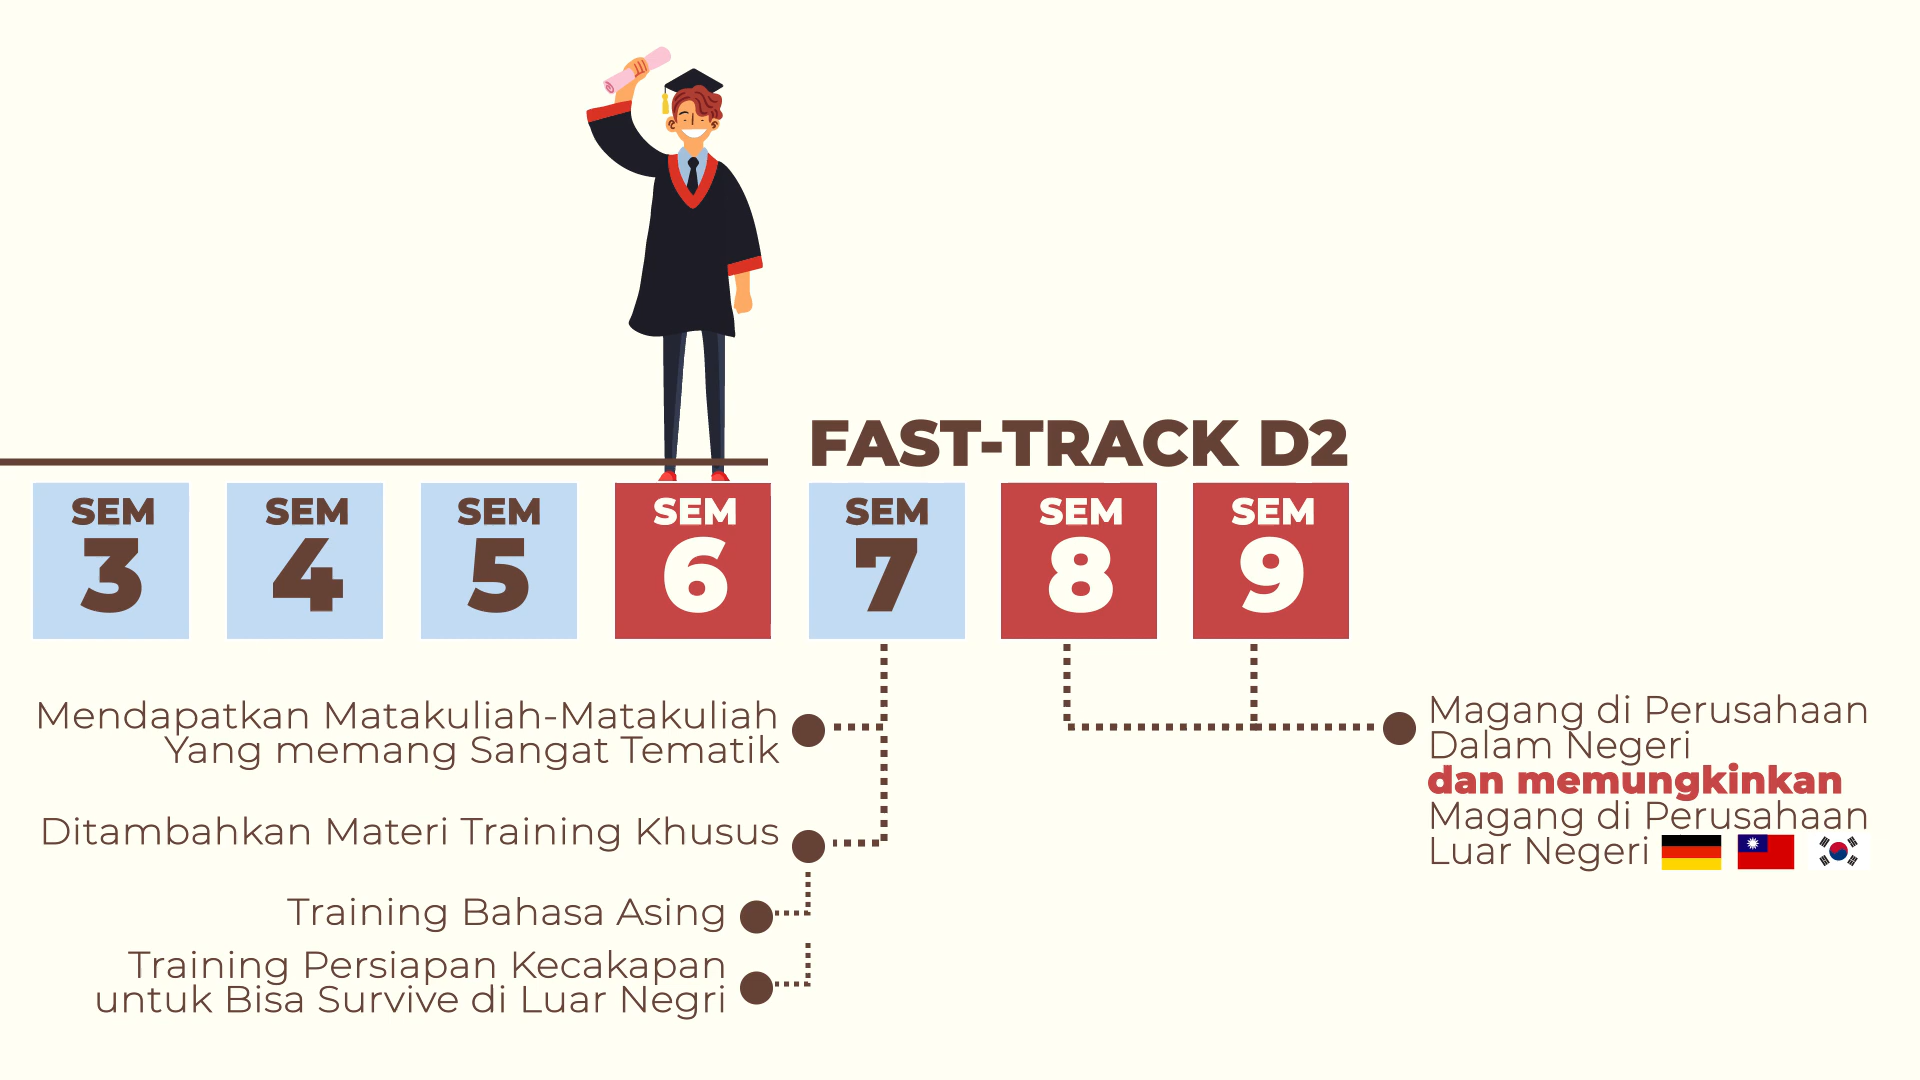 FAST-TRACK D2
SEM
3
SEM
4
SEM
5
SEM
6
SEM
7
SEM
8
SEM
9
Mendapatkan Matakuliah-Matakuliah
Yang memang Sangat Tematik
Ditambahkan Materi Training Khusus
Training Bahasa Asing
Training Persiapan Kecakapan
untuk Bisa Survive di Luar Negri
Magang di Perusahaan
Dalam Negeri
dan memungkinkan
Magang di Perusahaan
Luar Negeri